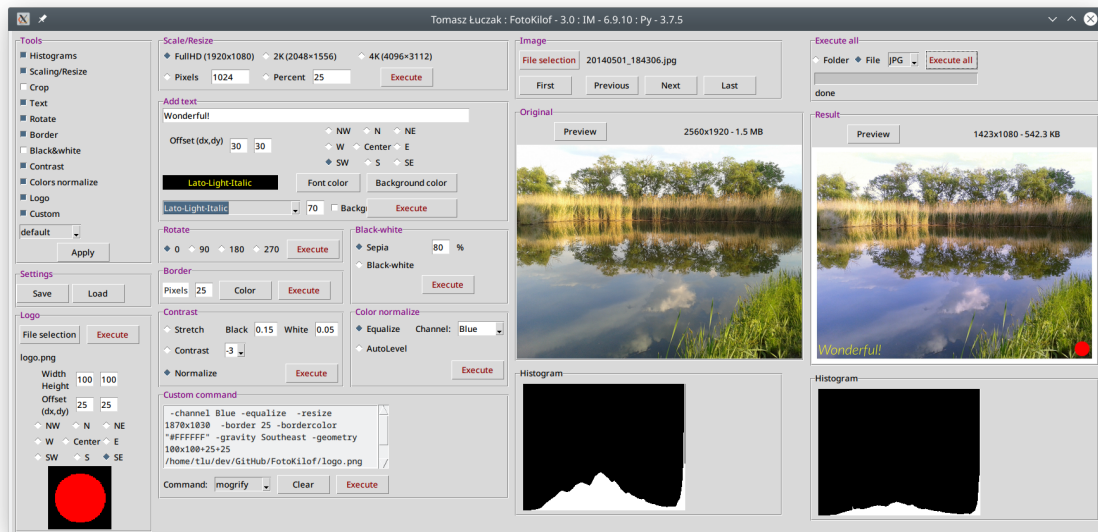 Tomasz Łuczak : FotoKilof - 3.0 : IM - 6.9.10 : Py - 3.7.5
Tools
Histograms
Scaling/Resize
Crop
Text
Rotate
Border
Black&white
Contrast
Colors normalize
Logo
Custom
default
Apply
Settings
Save Load
Logo
File selection Execute
logo.png
Width
Height 100 100
Offset
(dx,dy) 25 25
NW N NE
W Center E
SW S SE
Scale/Resize
FullHD (1920x1080) 2K (2048×1556) 4K (4096×3112)
Pixels 1024 Percent 25 Execute
Add text
Wonderful!
Offset (dx,dy) 30 30
NW N NE
W Center E
SW S SE
Lato-Light-Italic Font color Background color
Lato-Light-Italic 70 Backgı Execute
Rotate
0 90 180 270 Execute
Border
Pixels 25 Color Execute
Black-white
Sepia 80 %
Black-white
Execute
Contrast
Stretch Black 0.15 White 0.05
Contrast -3
Normalize Execute
Color normalize
Equalize Channel: Blue
AutoLevel
Execute
Custom command
-channel Blue -equalize -resize
1870x1030 -border 25 -bordercolor
"#FFFFFF" -gravity Southeast -geometry
100x100+25+25
/home/tlu/dev/GitHub/FotoKilof/logo.png
Command: mogrify Clear Execute
Image
File selection 20140501_184306.jpg
First Previous Next Last
Original
Preview 2560x1920 - 1.5 MB
Histogram
Execute all
Folder File JPG Execute all
done
Result
Preview 1423x1080 - 542.3 KB
Wonderful!
Histogram